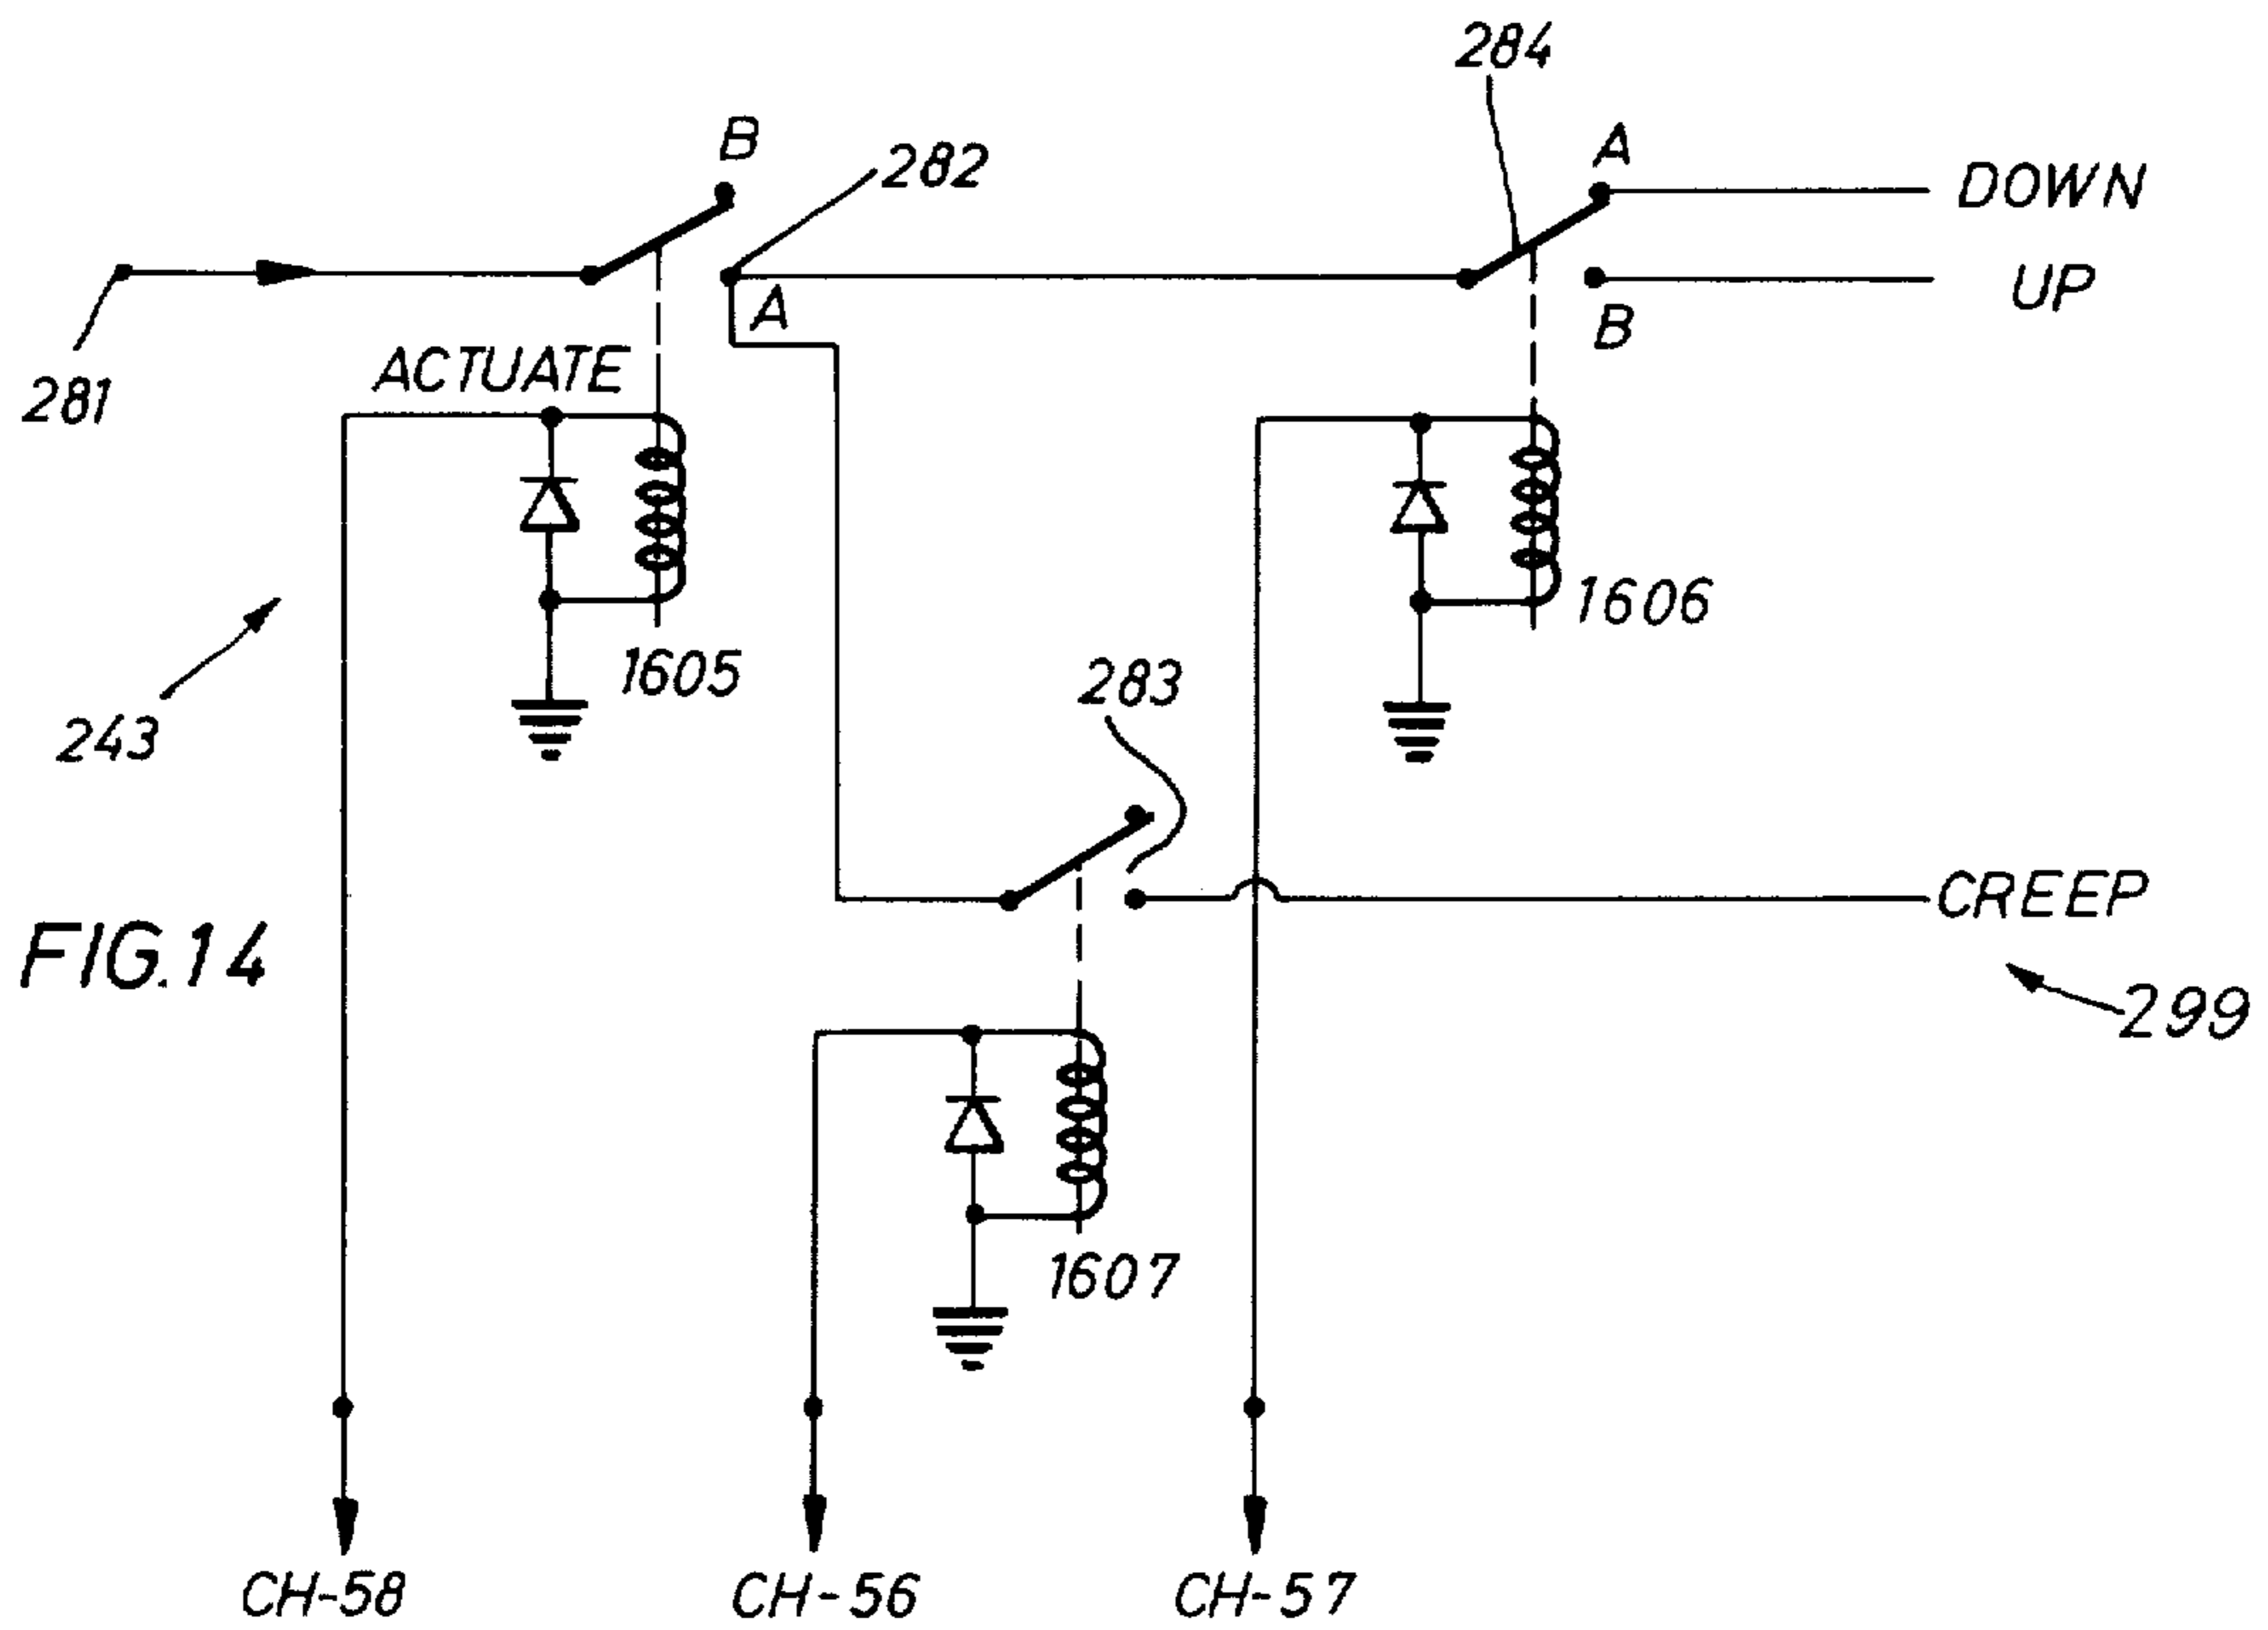 284
B
A
282
DOWN
UP
A
B
ACTUATE
281
1606
1605
283
243
CREEP
FIG.14
299
1607
CH-58
CH-56
CH-57